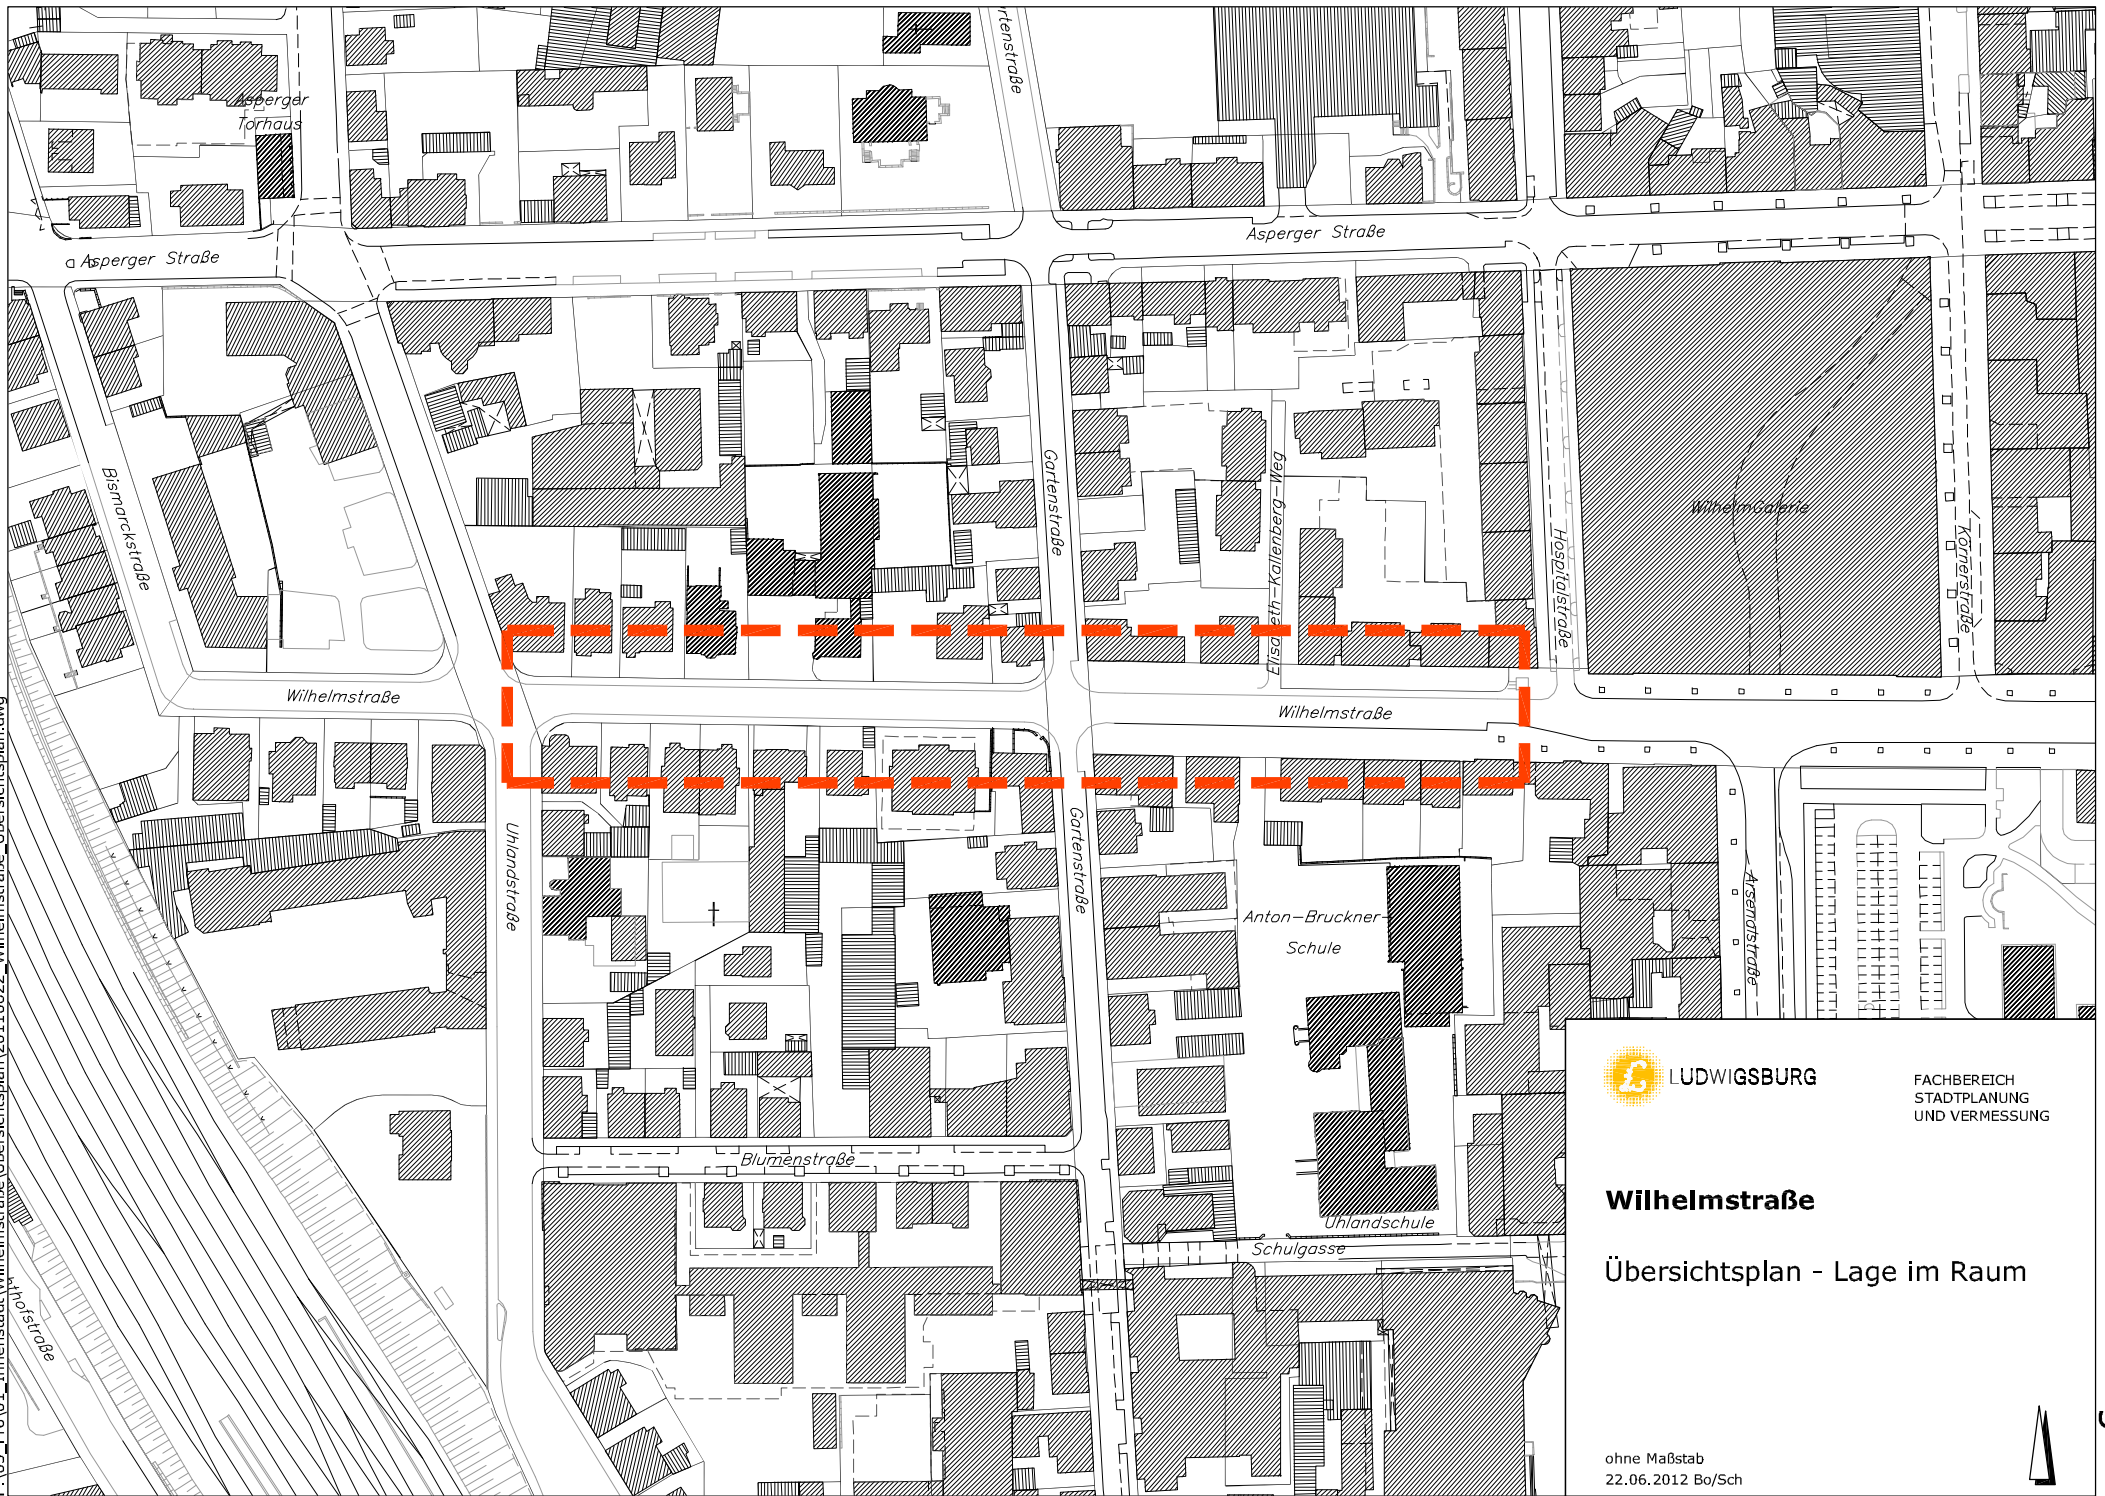 rtenstraße
Asperger
Torhaus
Asperger Straße
Asperger Straße
Bismarckstraße
Gartenstraße
Elisabeth-Kallenberg-Weg
Hospitalstraße
WilhelmGalerie
Körnerstraße
Wilhelmstraße
Wilhelmstraße
Uhlandstraße
Gartenstraße
Anton-Bruckner-
Schule
Arsenalstraße
Blumenstraße
Uhlandschule
Schulgasse
thofstraße
LUDWIGSBURG
FACHBEREICH
STADTPLANUNG
UND VERMESSUNG
Wilhelmstraße
Übersichtsplan - Lage im Raum
ohne Maßstab
22.06.2012 Bo/Sch